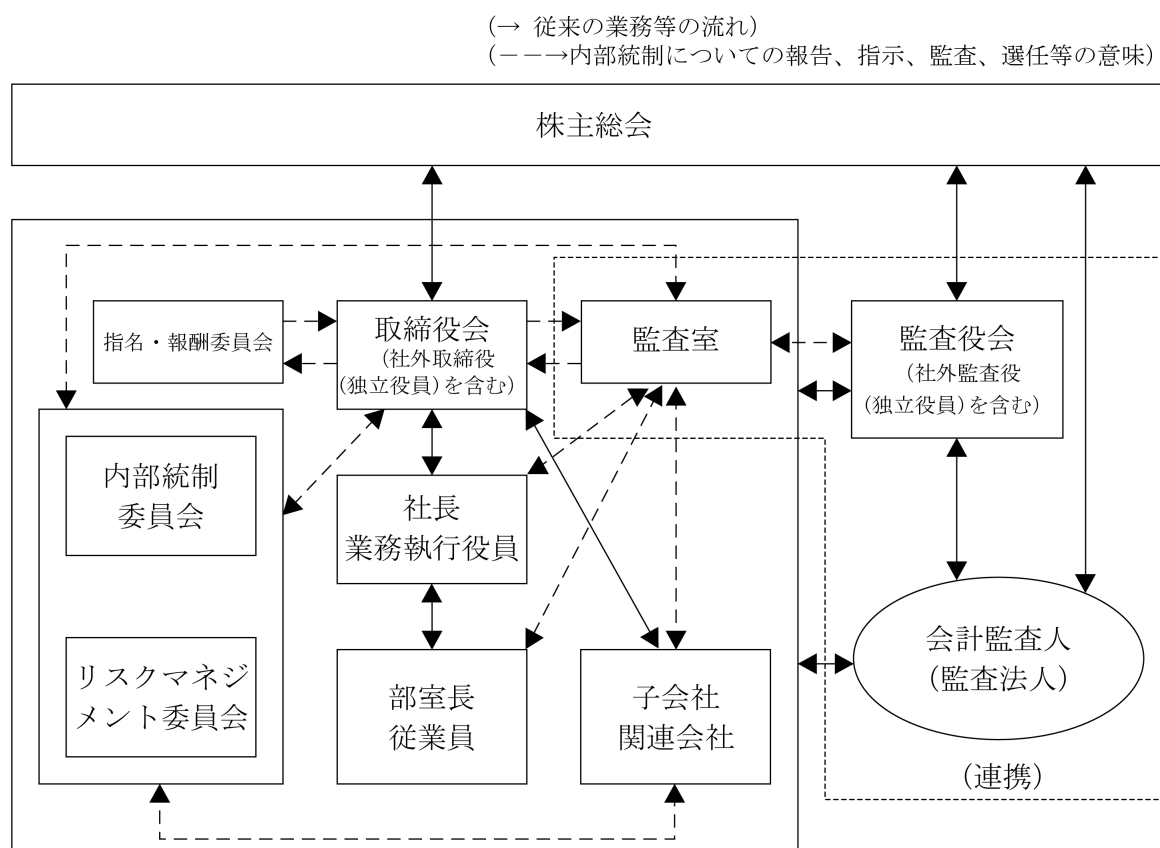 (→ 従来の業務等の流れ)
(－－→内部統制についての報告、指示、監査、選任等の意味)
株主総会
指名・報酬委員会
取締役会
(社外取締役
(独立役員)を含む)
監査室
監査役会
(社外監査役
(独立役員)を含む)
内部統制
委員会
社長
業務執行役員
リスクマネジ
メント委員会
部室長
従業員
子会社
関連会社
会計監査人
(監査法人)
(連携)